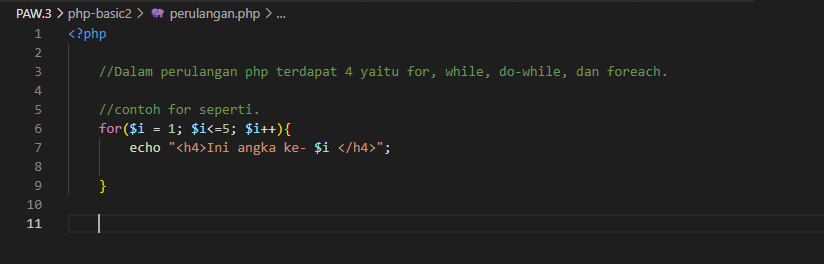 PAW.3 > php-basic2 > perulangan.php > ...
1 <?php
2
3 //Dalam perulangan php terdapat 4 yaitu for, while, do-while, dan foreach.
4
5 //contoh for seperti.
6 for($i = 1; $i<=5; $i++){
7 echo "<h4>Ini angka ke- $i </h4>";
8
9 }
10
11